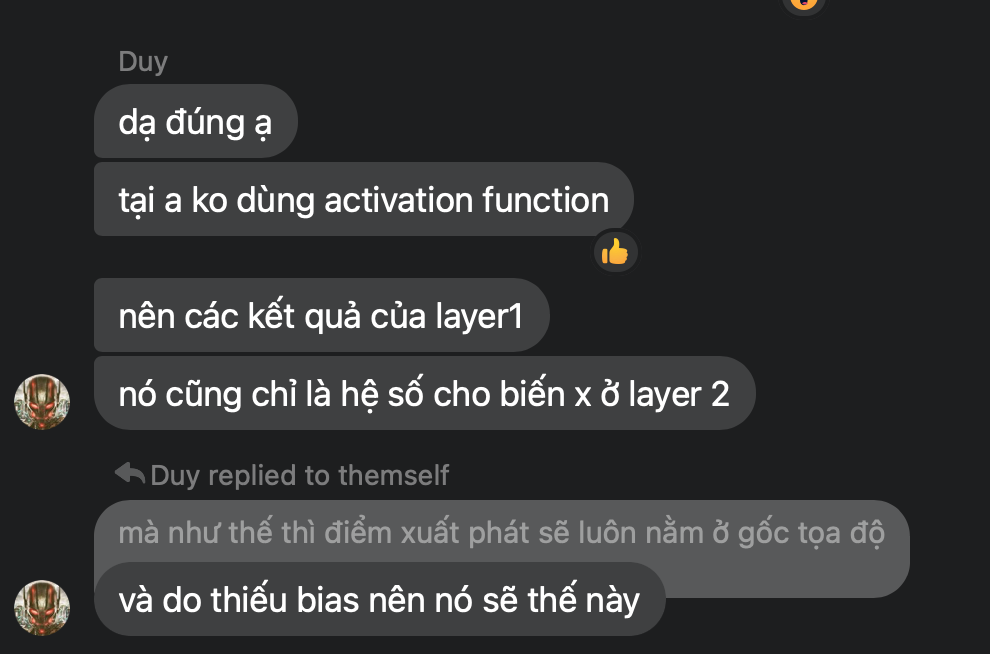 Duy
dạ đúng ạ
tại a ko dùng activation function
nên các kết quả của layer1
nó cũng chỉ là hệ số cho biến x ở layer 2
Duy replied to themself
mà như thế thì điểm xuất phát sẽ luôn nằm ở gốc tọa độ
và do thiếu bias nên nó sẽ thế này